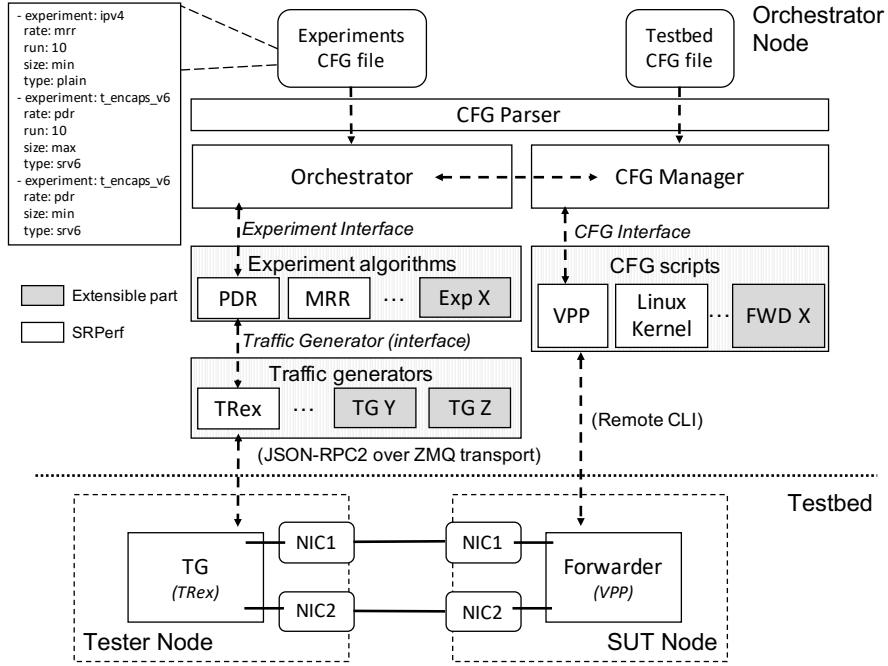 - experiment: ipv4
rate: mrr
run: 10
size: min
type: plain
- experiment: t_encaps_v6
rate: pdr
run: 10
size: max
type: srv6
- experiment: t_encaps_v6
rate: pdr
size: min
type: srv6
Experiments
CFG file
Testbed
CFG file
Orchestrator
Node
CFG Parser
Orchestrator
CFG Manager
Experiment Interface
CFG Interface
Experiment algorithms
PDR
MRR
...
Exp X
CFG scripts
VPP
Linux
Kernel
...
FWD X
Extensible part
SRPerf
Traffic Generator (interface)
Traffic generators
TRex
...
TG Y
TG Z
(Remote CLI)
(JSON-RPC2 over ZMQ transport)
Testbed
TG
(TRex)
NIC1
NIC2
Tester Node
NIC1
NIC2
Forwarder
(VPP)
SUT Node